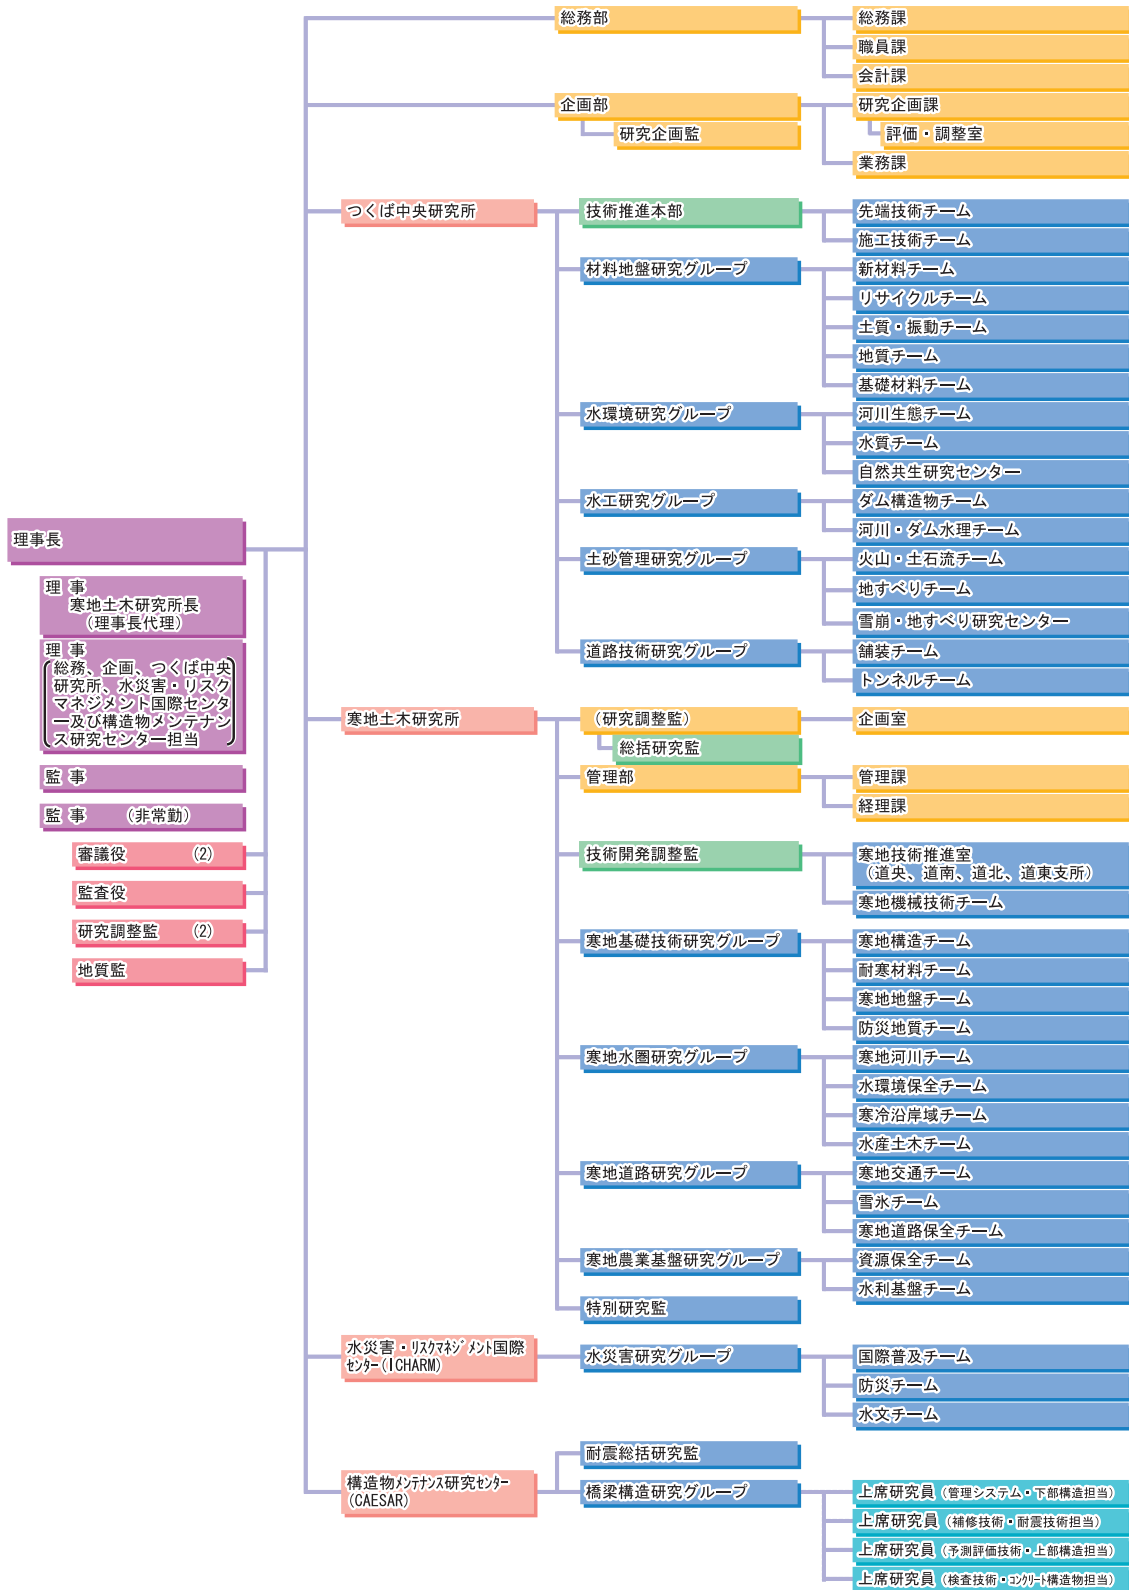 理事長
理 事
寒地土木研究所長
（理事長代理）
理 事
総務、企画、つくば中央
研究所、水災害・リスク
マネジメント国際センタ
ー及び構造物メンテナン
ス研究センター担当
監 事
監 事 （非常勤）
審議役 (2)
監査役
研究調整監 (2)
地質監
総務部
総務課
職員課
会計課
企画部
研究企画監
研究企画課
評価・調整室
業務課
つくば中央研究所
技術推進本部
先端技術チーム
施工技術チーム
材料地盤研究グループ
新材料チーム
リサイクルチーム
土質・振動チーム
地質チーム
基礎材料チーム
水環境研究グループ
河川生態チーム
水質チーム
自然共生研究センター
水工研究グループ
ダム構造物チーム
河川・ダム水理チーム
土砂管理研究グループ
火山・土石流チーム
地すべりチーム
雪崩・地すべり研究センター
道路技術研究グループ
舗装チーム
トンネルチーム
寒地土木研究所
（研究調整監）
総括研究監
企画室
管理部
管理課
経理課
技術開発調整監
寒地技術推進室
（道央、道南、道北、道東支所）
寒地機械技術チーム
寒地基礎技術研究グループ
寒地構造チーム
耐寒材料チーム
寒地地盤チーム
防災地質チーム
寒地水圏研究グループ
寒地河川チーム
水環境保全チーム
寒冷沿岸域チーム
水産土木チーム
寒地道路研究グループ
寒地交通チーム
雪氷チーム
寒地道路保全チーム
寒地農業基盤研究グループ
資源保全チーム
水利基盤チーム
特別研究監
水災害・ﾘｽｸﾏﾈｼﾞﾒﾝﾄ国際
ｾﾝﾀｰ(ICHARM)
水災害研究グループ
国際普及チーム
防災チーム
水文チーム
構造物ﾒﾝﾃﾅﾝｽ研究ｾﾝﾀｰ
(CAESAR)
耐震総括研究監
橋梁構造研究グループ
上席研究員（管理システム・下部構造担当）
上席研究員（補修技術・耐震技術担当）
上席研究員（予測評価技術・上部構造担当）
上席研究員（検査技術・ｺﾝｸﾘｰﾄ構造物担当）